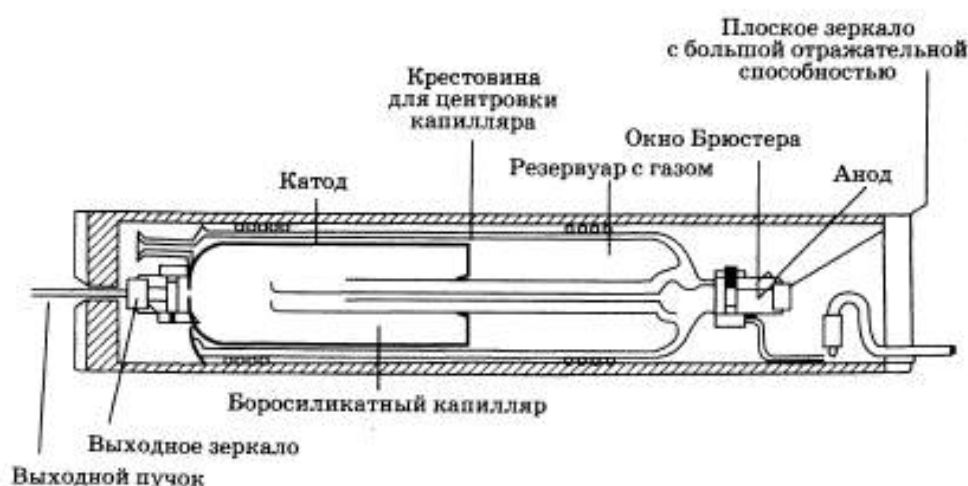 Плоское зеркало
с большой отражательной
способностью
Крестовина
для центровки
капилляра
Окно Брюстера
Резервуар с газом
Анод
Катод
Боросиликатный капилляр
Выходное зеркало
Выходной пучок